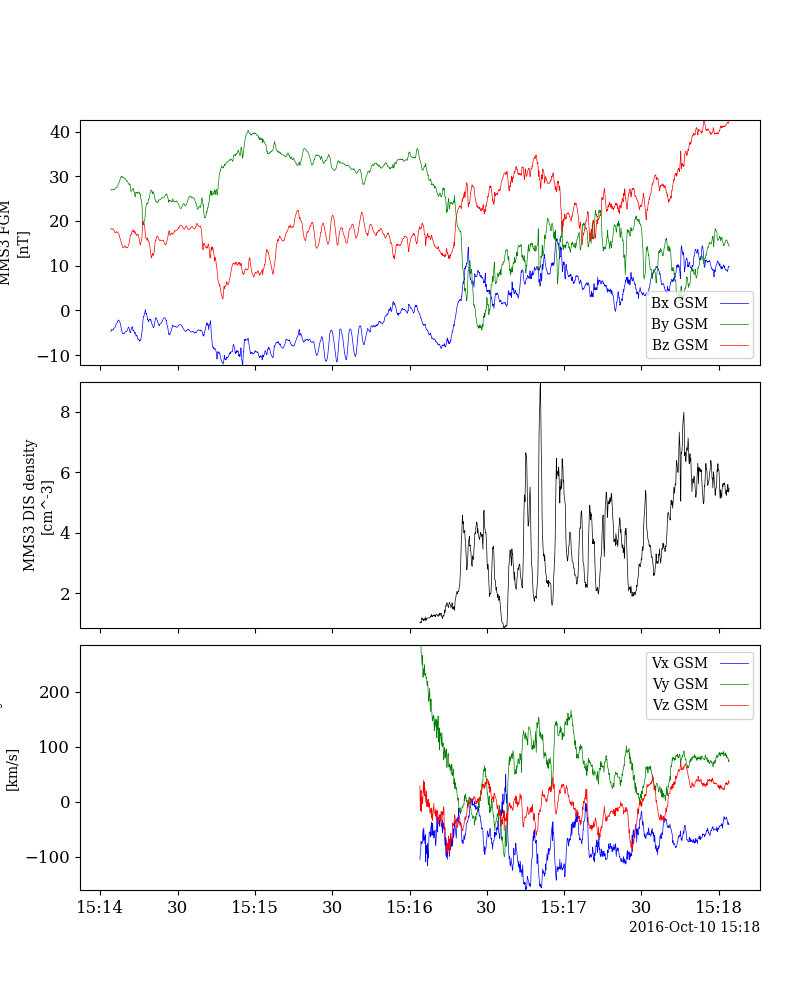 40
30
20
10
0
−10
MMS3 FGM
[nT]
Bx GSM
By GSM
Bz GSM
8
6
4
2
MMS3 DIS density
[cm^-3]
200
100
0
−100
[km/s]
Vx GSM
Vy GSM
Vz GSM
15:14 30 15:15 30 15:16 30 15:17 30 15:18
2016-Oct-10 15:18